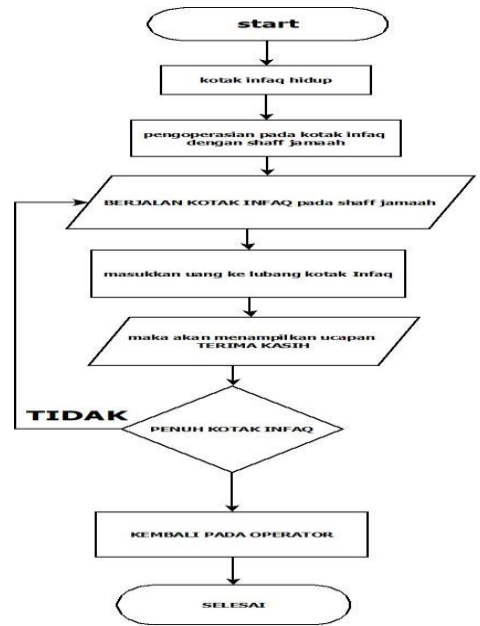 start
kotak infaq hidup
pengoperasian pada kotak infaq
dengan shaff jamaah
BERJALAN KOTAK INFAQ pada shaff jamaah
masukkan uang ke lubang kotak Infaq
maka akan menampilkan ucapan
TERIMA KASIH
TIDAK
PENUH KOTAK INFAQ
KEMBALI PADA OPERATOR
SELESAI